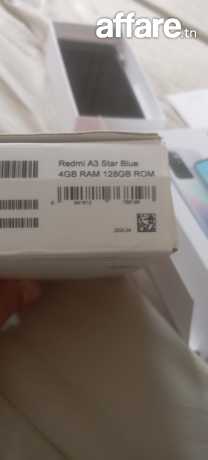 affare.tn
Redmi A3 Star Blue
4GB RAM 128GB ROM